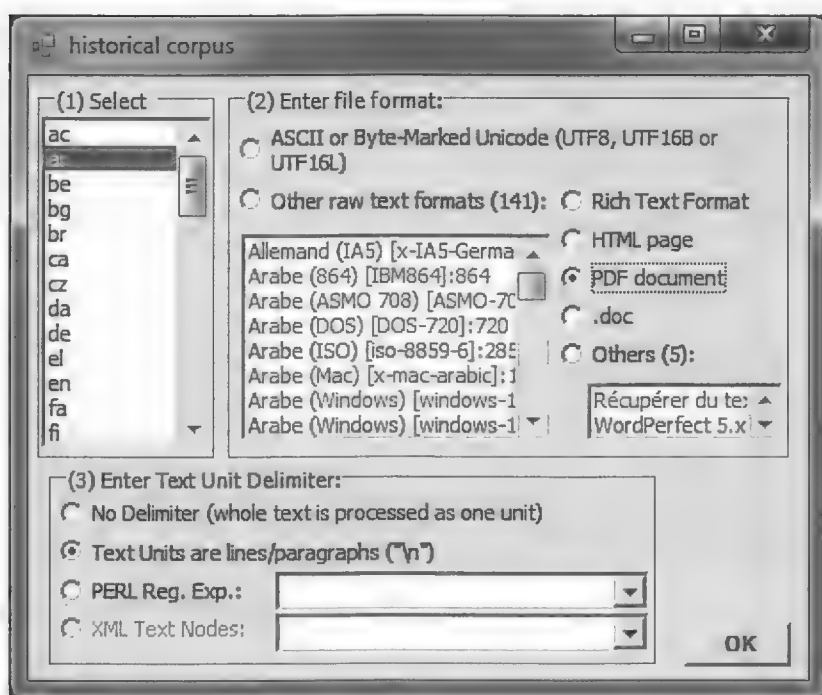 historical corpus
(1) Select
ac
be
bg
br
ca
cz
da
de
el
en
fa
fi
(2) Enter file format:
ASCII or Byte-Marked Unicode (UTF8, UTF16B or
UTF16L)
Other raw text formats (141):
Allemand (IA5) [x-IA5-Germa
Arabe (864) [IBM864]:864
Arabe (ASMO 708) [ASMO-70
Arabe (DOS) [DOS-720]:720
Arabe (ISO) [iso-8859-6]:285
Arabe (Mac) [x-mac-arabic]:1
Arabe (Windows) [windows-1
Arabe (Windows) [windows-1
Rich Text Format
HTML page
PDF document
.doc
Others (5):
Récupérer du te
WordPerfect 5.x
(3) Enter Text Unit Delimiter:
No Delimiter (whole text is processed as one unit)
Text Units are lines/paragraphs ("\n")
PERL Reg. Exp.:
XML Text Nodes:
OK